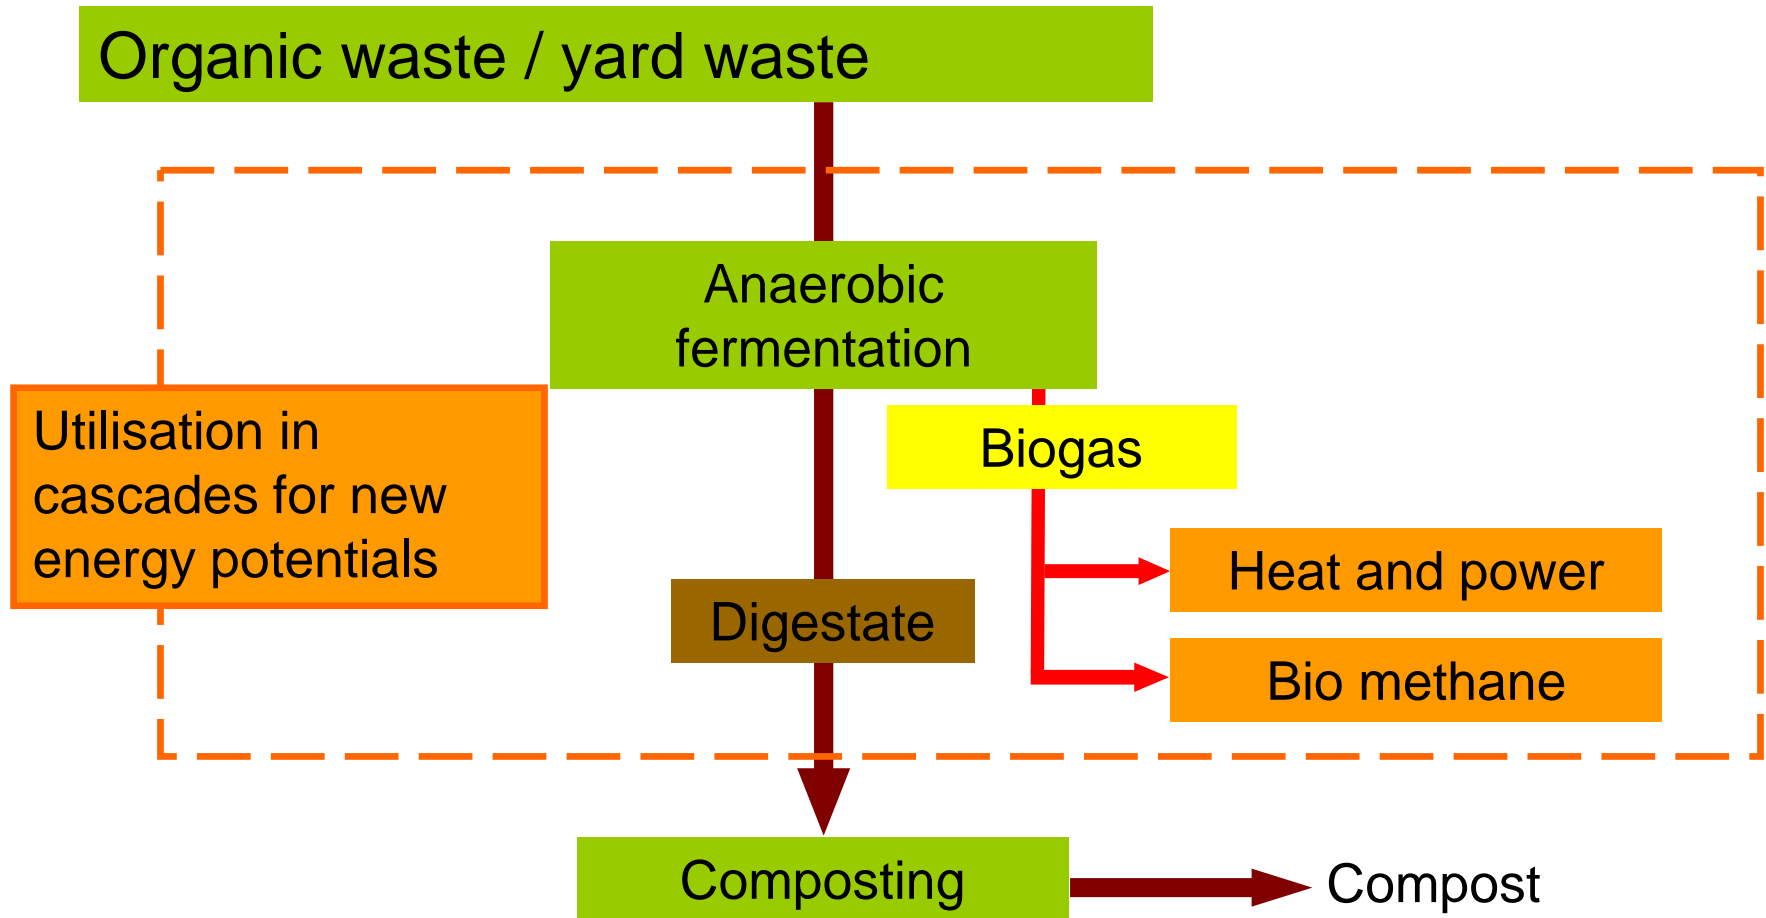 Organic waste / yard waste
Anaerobic
fermentation
Utilisation in
cascades for new
energy potentials
Biogas
Heat and power
Digestate
Bio methane
Composting
Compost